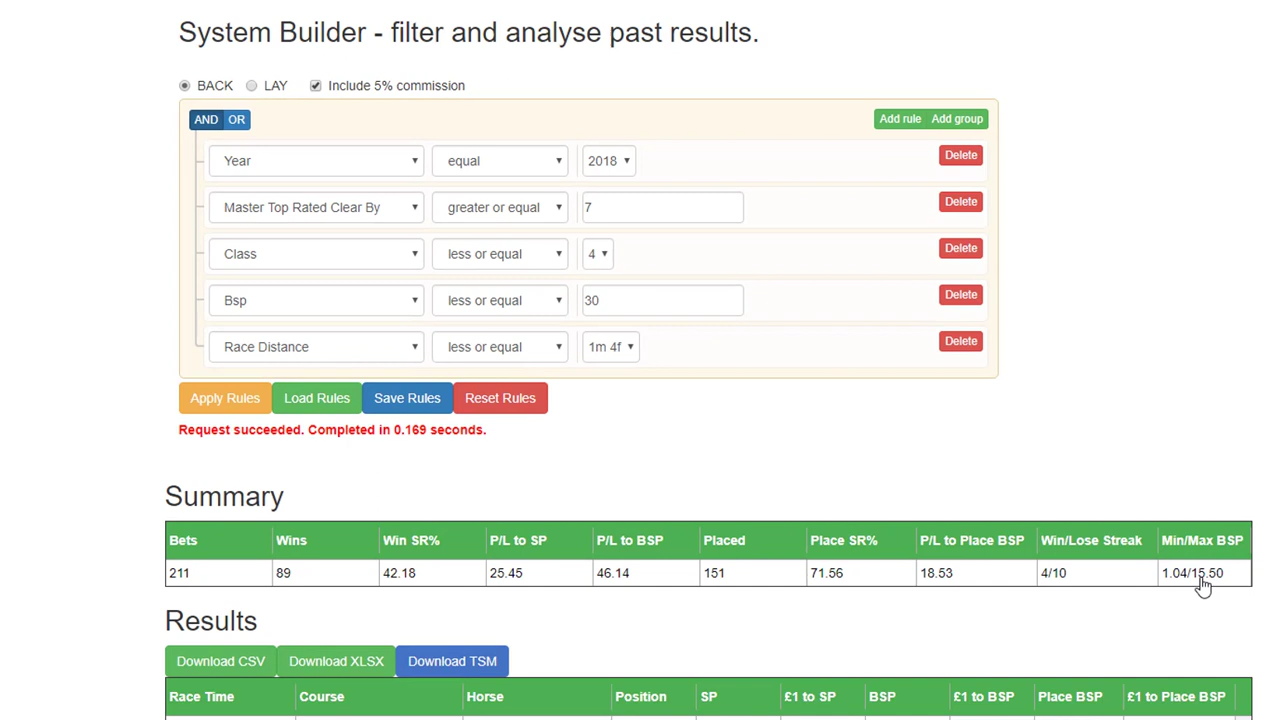 System Builder - filter and analyse past results.
BACK LAY Include 5% commission
AND OR Add rule Add group
Year equal 2018 Delete
Master Top Rated Clear By greater or equal 7 Delete
Class less or equal 4 Delete
Bsp less or equal 30 Delete
Race Distance less or equal 1m 4f Delete
Apply Rules Load Rules Save Rules Reset Rules
Request succeeded. Completed in 0.169 seconds.
Summary
Bets Wins Win SR% P/L to SP P/L to BSP Placed Place SR% P/L to Place BSP Win/Lose Streak Min/Max BSP
211 89 42.18 25.45 46.14 151 71.56 18.53 4/10 1.04/15.50
Results
Download CSV Download XLSX Download TSM
Race Time Course Horse Position SP £1 to SP BSP £1 to BSP Place BSP £1 to Place BSP